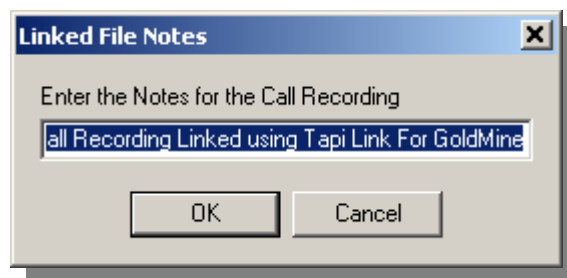 Linked File Notes
Enter the Notes for the Call Recording
all Recording Linked using Tapi Link For GoldMine
OK Cancel